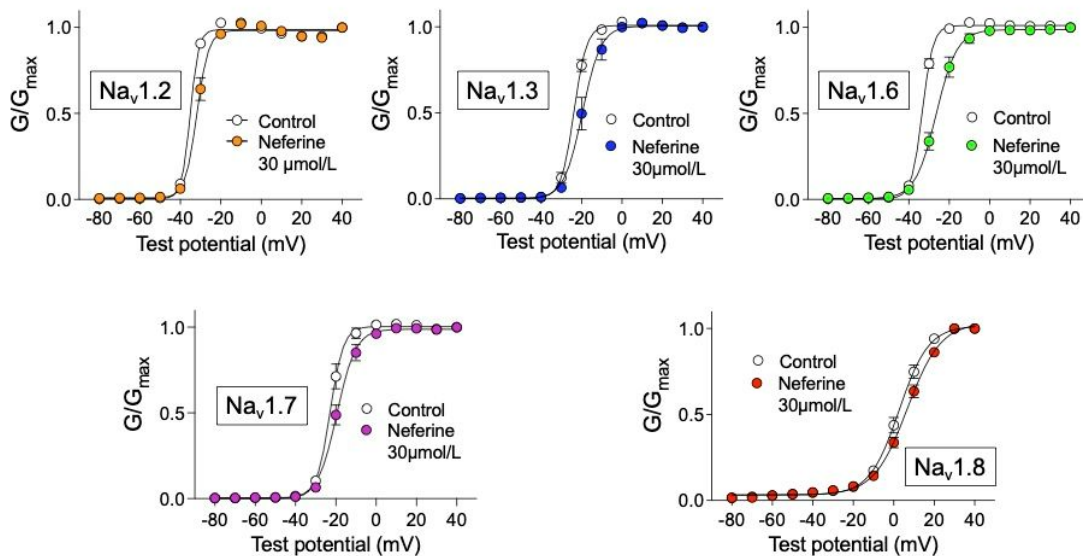 G/Gmax
1.0
0.5
0.0
Nav1.2
Control
Neferine
30 μmol/L
-80 -60 -40 -20 0 20 40
Test potential (mV)
G/Gmax
1.0
0.5
0.0
Nav1.3
Control
Neferine
30μmol/L
-80 -60 -40 -20 0 20 40
Test potential (mV)
G/Gmax
1.0
0.5
0.0
Nav1.6
Control
Neferine
30μmol/L
-80 -60 -40 -20 0 20 40
Test potential (mV)
G/Gmax
1.0
0.5
0.0
Nav1.7
Control
Neferine
30μmol/L
-80 -60 -40 -20 0 20 40
Test potential (mV)
G/Gmax
1.0
0.5
0.0
Control
Neferine
30μmol/L
Nav1.8
-80 -60 -40 -20 0 20 40
Test potential (mV)